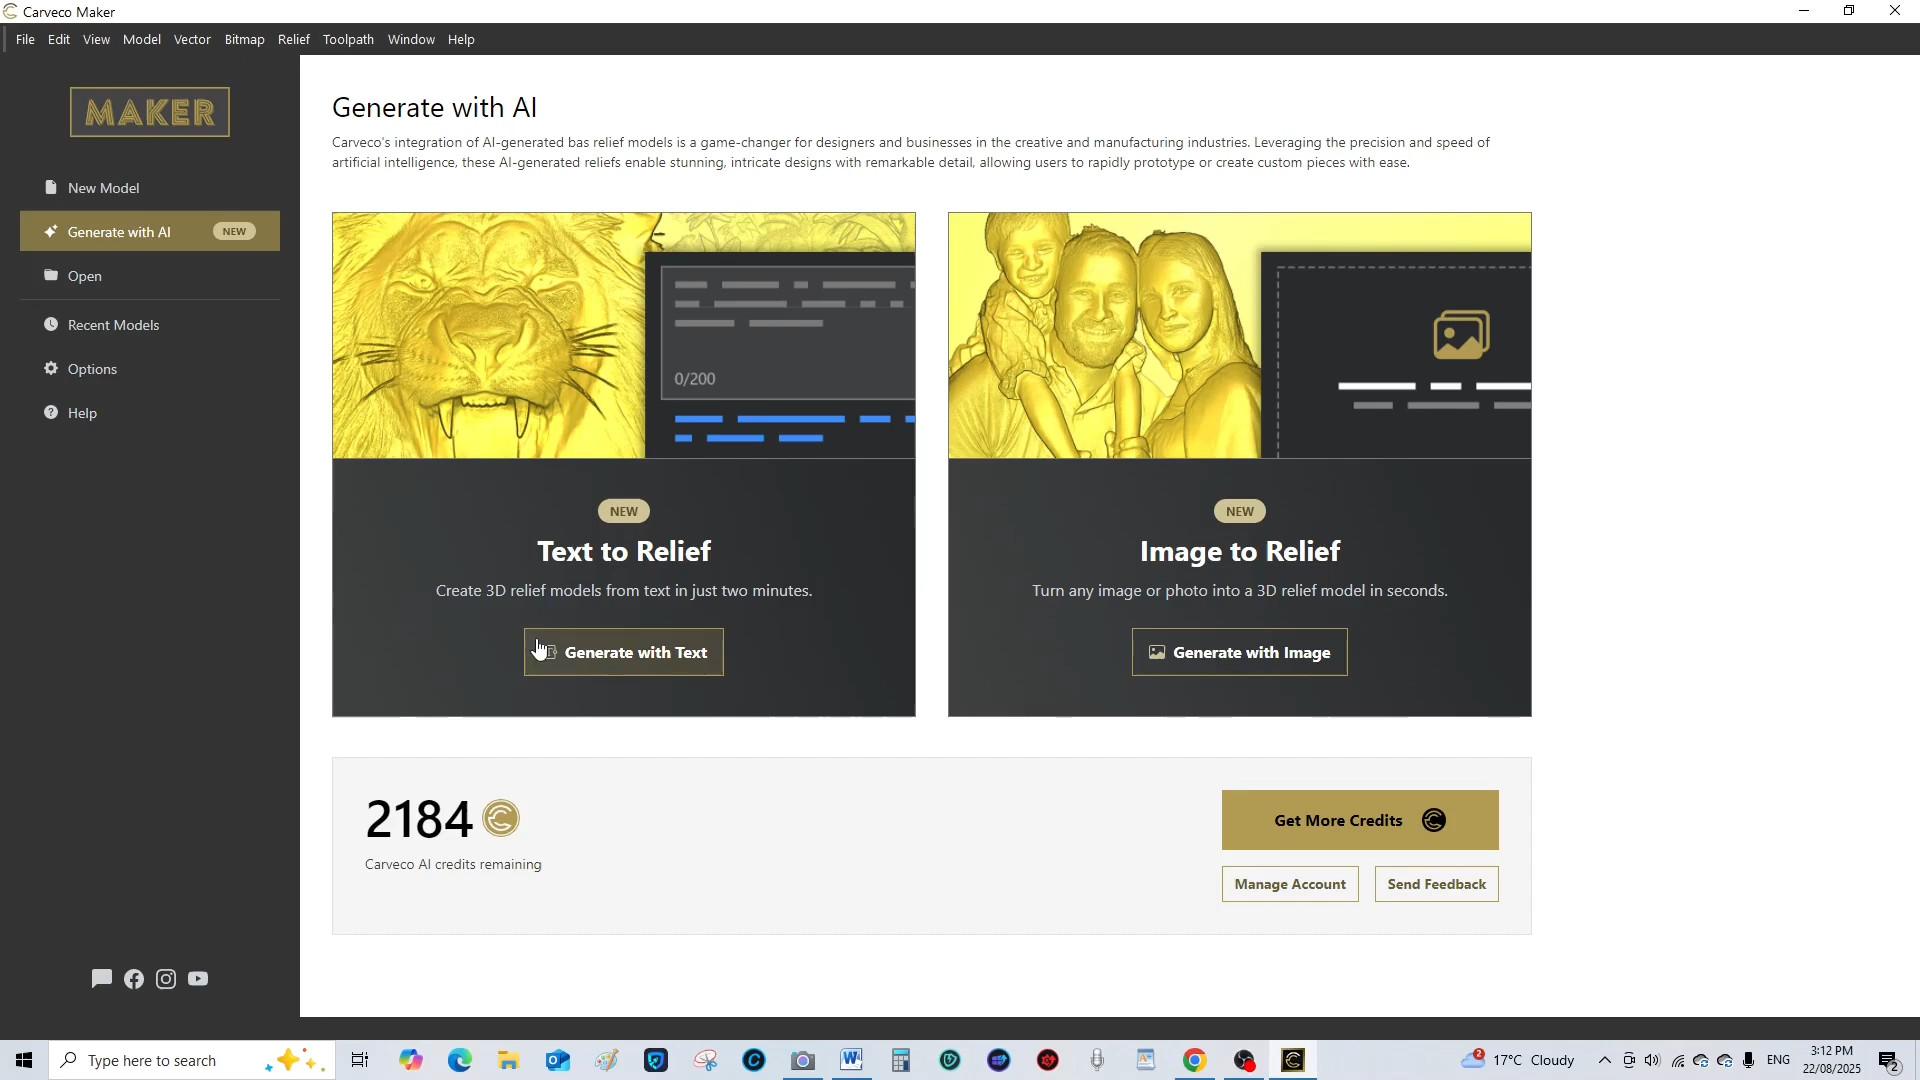 Carveco Maker
File Edit View Model Vector Bitmap Relief Toolpath Window Help
MAKER
New Model
Generate with AI NEW
Open
Recent Models
Options
Help
Generate with AI
Carveco's integration of AI-generated bas relief models is a game-changer for designers and businesses in the creative and manufacturing industries. Leveraging the precision and speed of
artificial intelligence, these AI-generated reliefs enable stunning, intricate designs with remarkable detail, allowing users to rapidly prototype or create custom pieces with ease.
0/200
NEW
Text to Relief
Create 3D relief models from text in just two minutes.
Generate with Text
NEW
Image to Relief
Turn any image or photo into a 3D relief model in seconds.
Generate with Image
2184
Carveco AI credits remaining
Get More Credits
Manage Account Send Feedback
Type here to search
2 17°C Cloudy
ENG
3:12 PM
22/08/2025
2